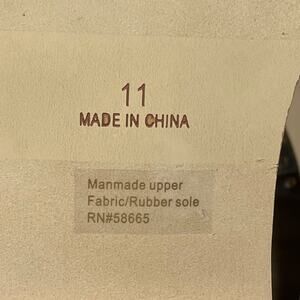 11
MADE IN CHINA
Manmade upper
Fabric/Rubber sole
RN#58665